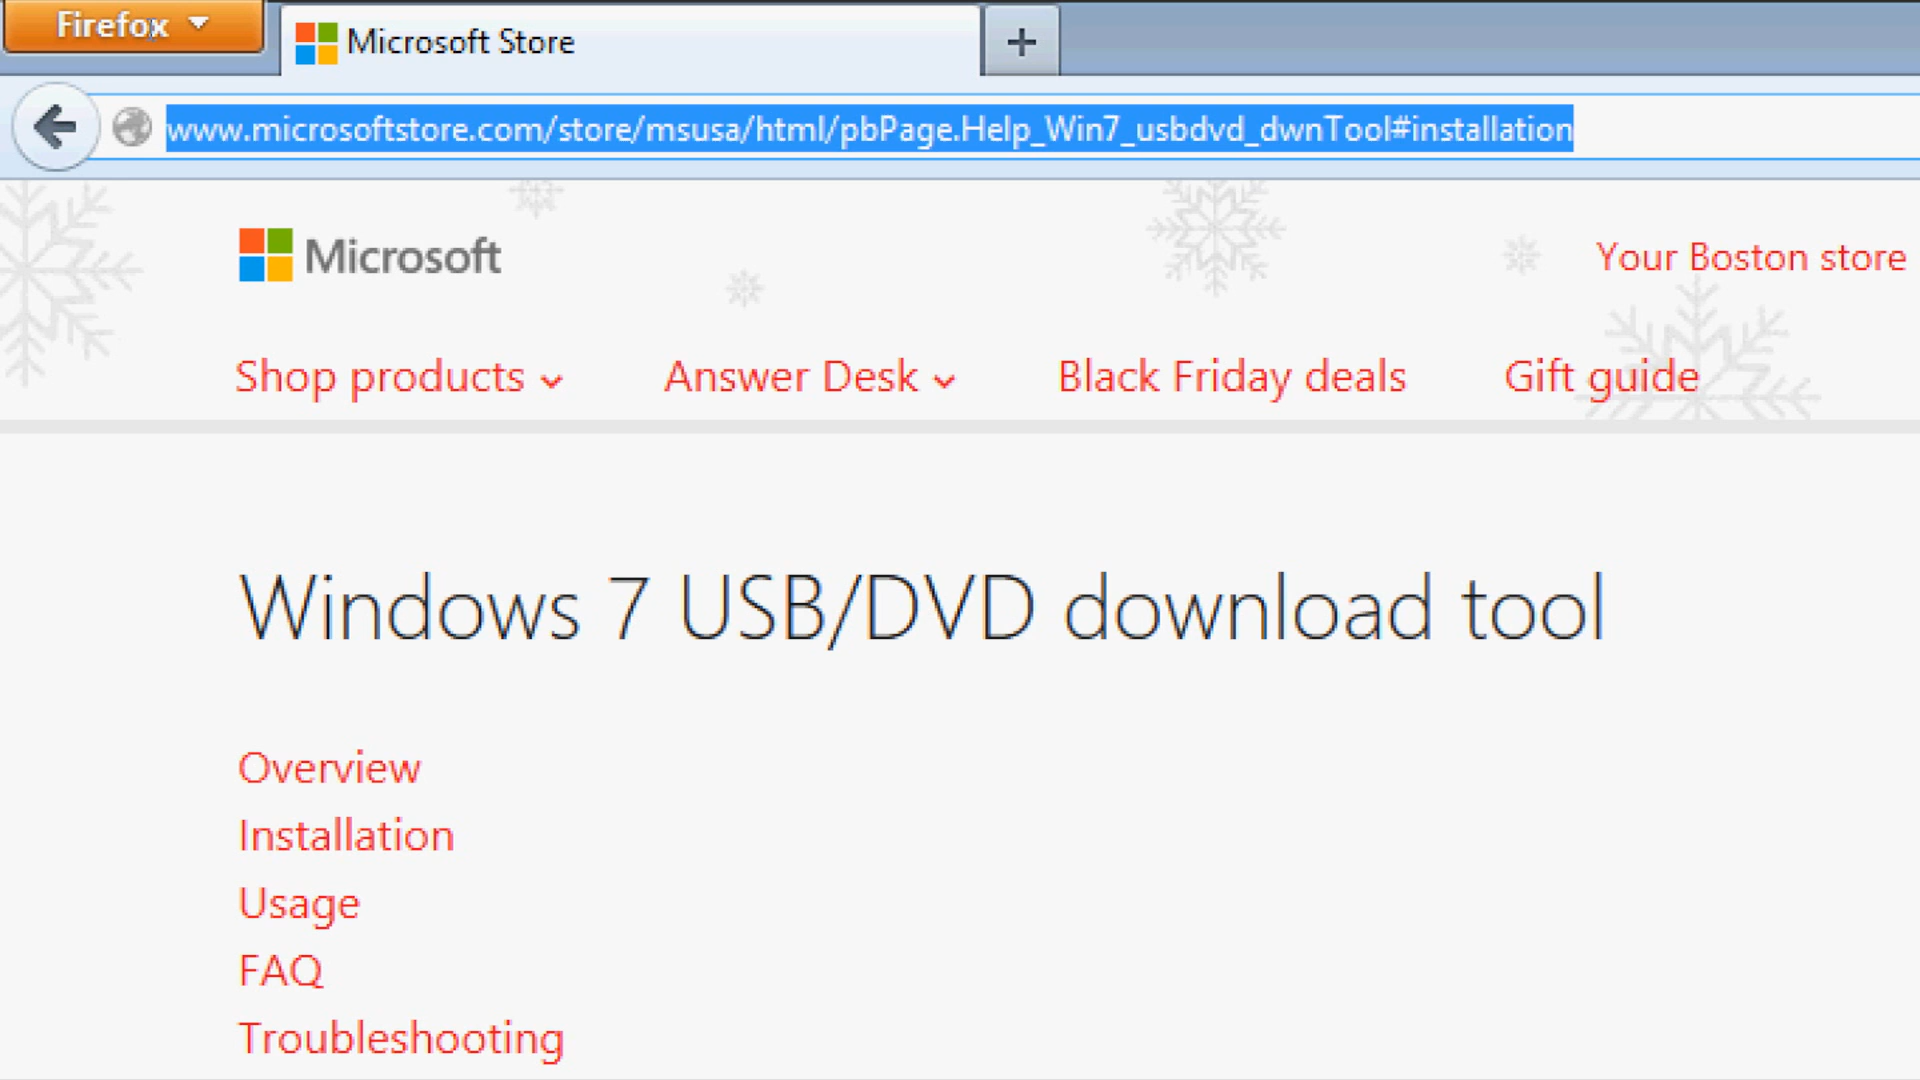 Firefox
Microsoft Store
www.microsoftstore.com/store/msusa/html/pbPage.Help_Win7_usbdvd_dwnTool#installation
Microsoft
Your Boston store
Shop products
Answer Desk
Black Friday deals
Gift guide
Windows 7 USB/DVD download tool
Overview
Installation
Usage
FAQ
Troubleshooting